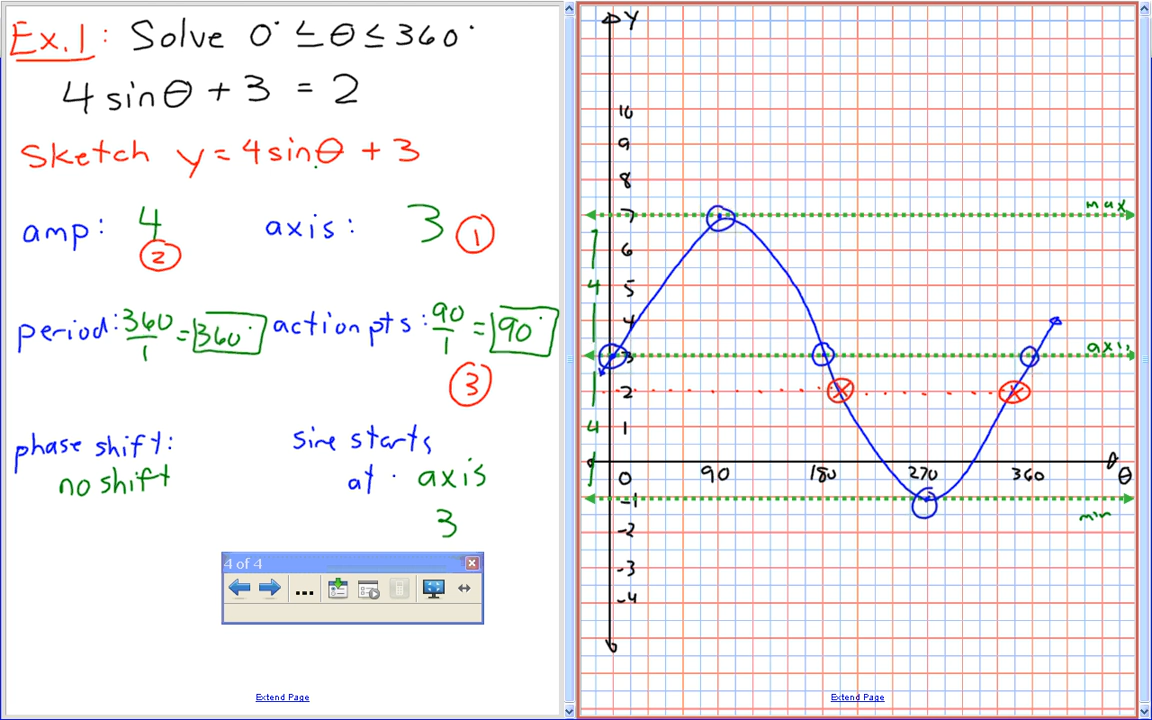 Ex.1: Solve 0° ≤ θ ≤ 360°
4 sinθ + 3 = 2
Sketch y = 4sinθ + 3
amp: 4 axis: 3 ①
②
period: 360/1 = 360° action pts: 90/1 = 90°
③
phase shift: sine starts
no shift at axis
3
4 of 4
...
Extend Page
Y
10
9
8
7 max
6
4 5
4
3 axis
2
4 1
0 90 180 270 360 θ
-1
min
-2
-3
-4
Extend Page